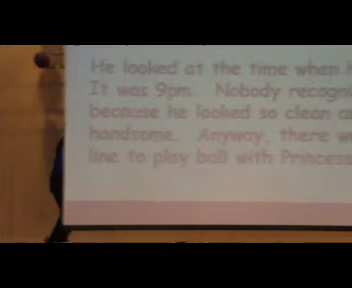 He looked at the time when h
It was 9pm. Nobody recogni
because he looked so clean a
handsome. Anyway, there w
line to play ball with Princess